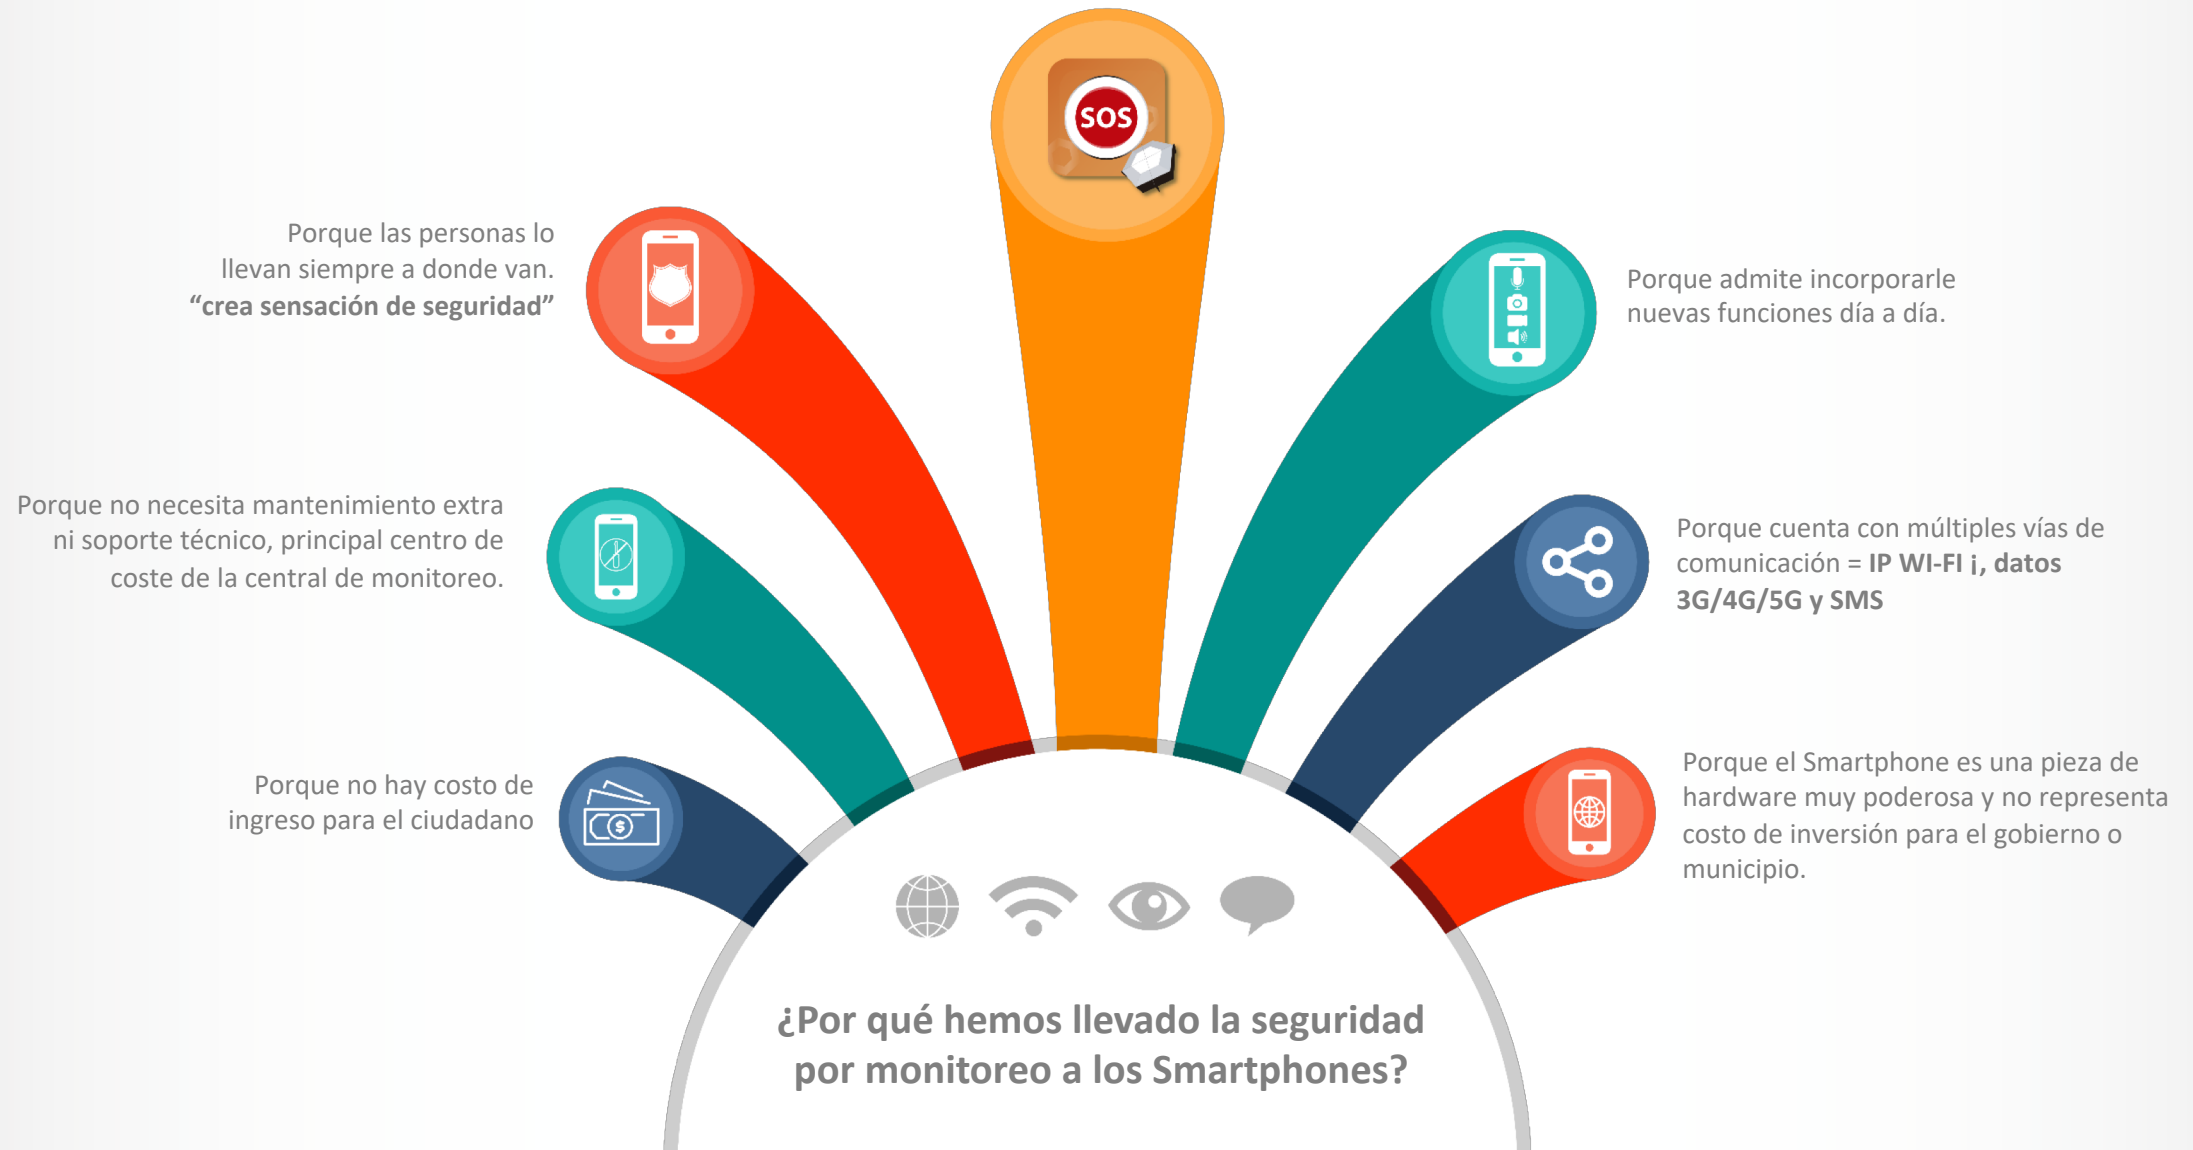 SOS
Porque las personas lo
llevan siempre a donde van.
“crea sensación de seguridad”
Porque admite incorporarle
nuevas funciones día a día.
Porque no necesita mantenimiento extra
ni soporte técnico, principal centro de
coste de la central de monitoreo.
Porque cuenta con múltiples vías de
comunicación = IP WI-FI ¡, datos
3G/4G/5G y SMS
Porque no hay costo de
ingreso para el ciudadano
Porque el Smartphone es una pieza de
hardware muy poderosa y no representa
costo de inversión para el gobierno o
municipio.
¿Por qué hemos llevado la seguridad
por monitoreo a los Smartphones?